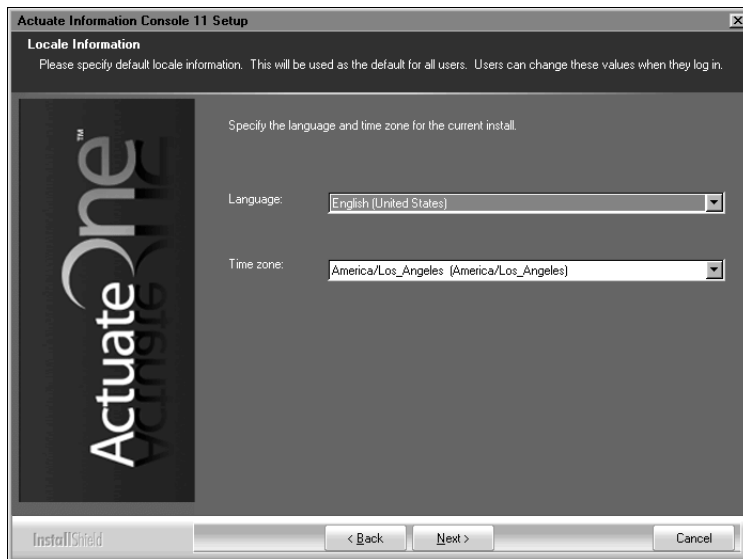 Actuate Information Console 11 Setup
Locale Information
Please specify default locale information. This will be used as the default for all users. Users can change these values when they log in.
ActuateOne™
Specify the language and time zone for the current install.
Language: English (United States)
Time zone: America/Los_Angeles (America/Los_Angeles)
InstallShield
< Back Next > Cancel